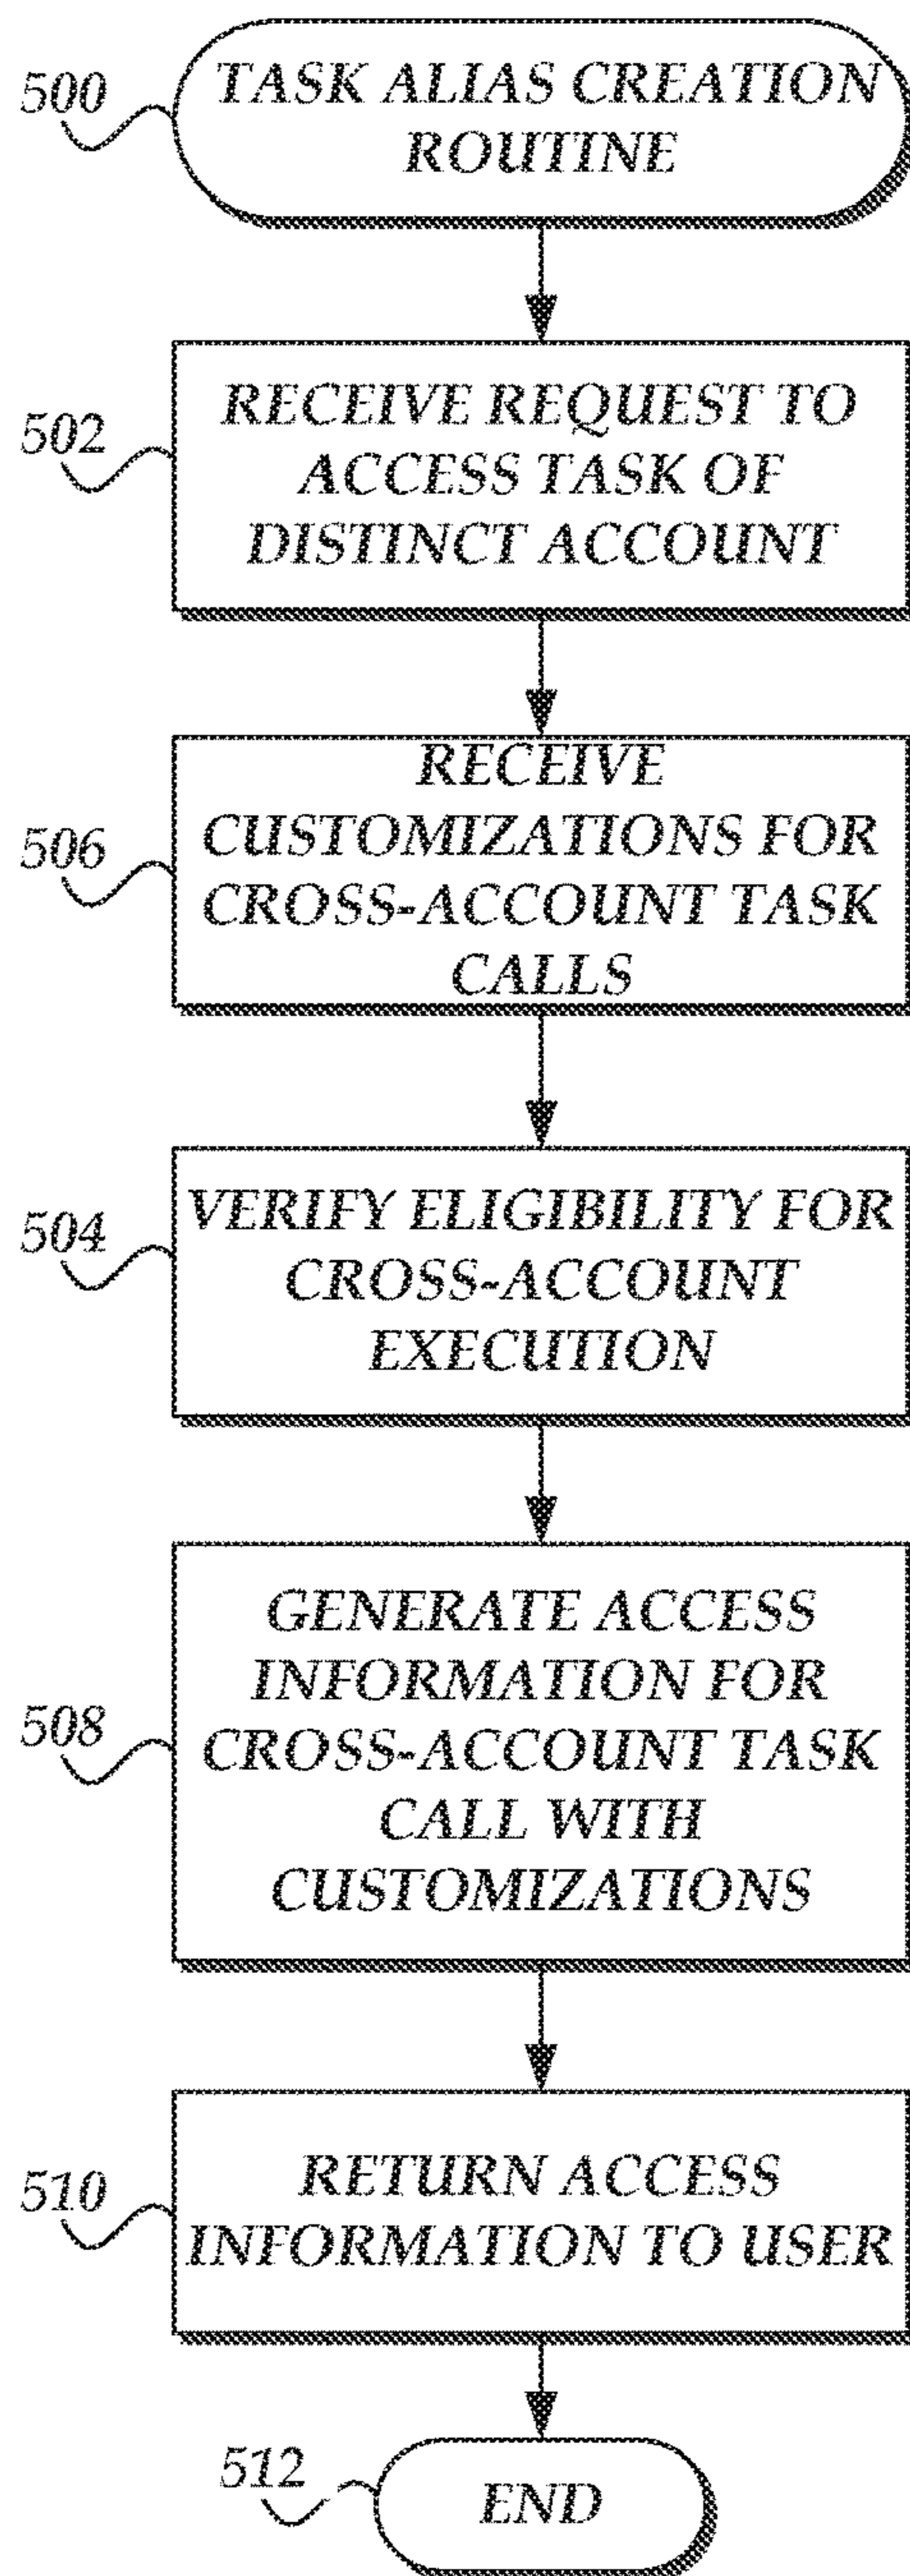 500
TASK ALIAS CREATION
ROUTINE
502
RECEIVE REQUEST TO
ACCESS TASK OF
DISTINCT ACCOUNT
506
RECEIVE
CUSTOMIZATIONS FOR
CROSS-ACCOUNT TASK
CALLS
504
VERIFY ELIGIBILITY FOR
CROSS-ACCOUNT
EXECUTION
508
GENERATE ACCESS
INFORMATION FOR
CROSS-ACCOUNT TASK
CALL WITH
CUSTOMIZATIONS
510
RETURN ACCESS
INFORMATION TO USER
512
END